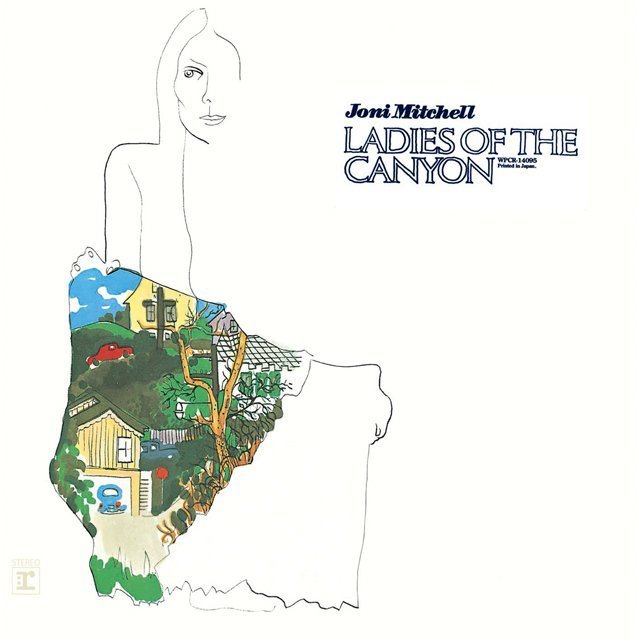 Joni Mitchell
LADIES OF THE
CANYON
WPCR-14095
Printed in Japan.
STEREO
r